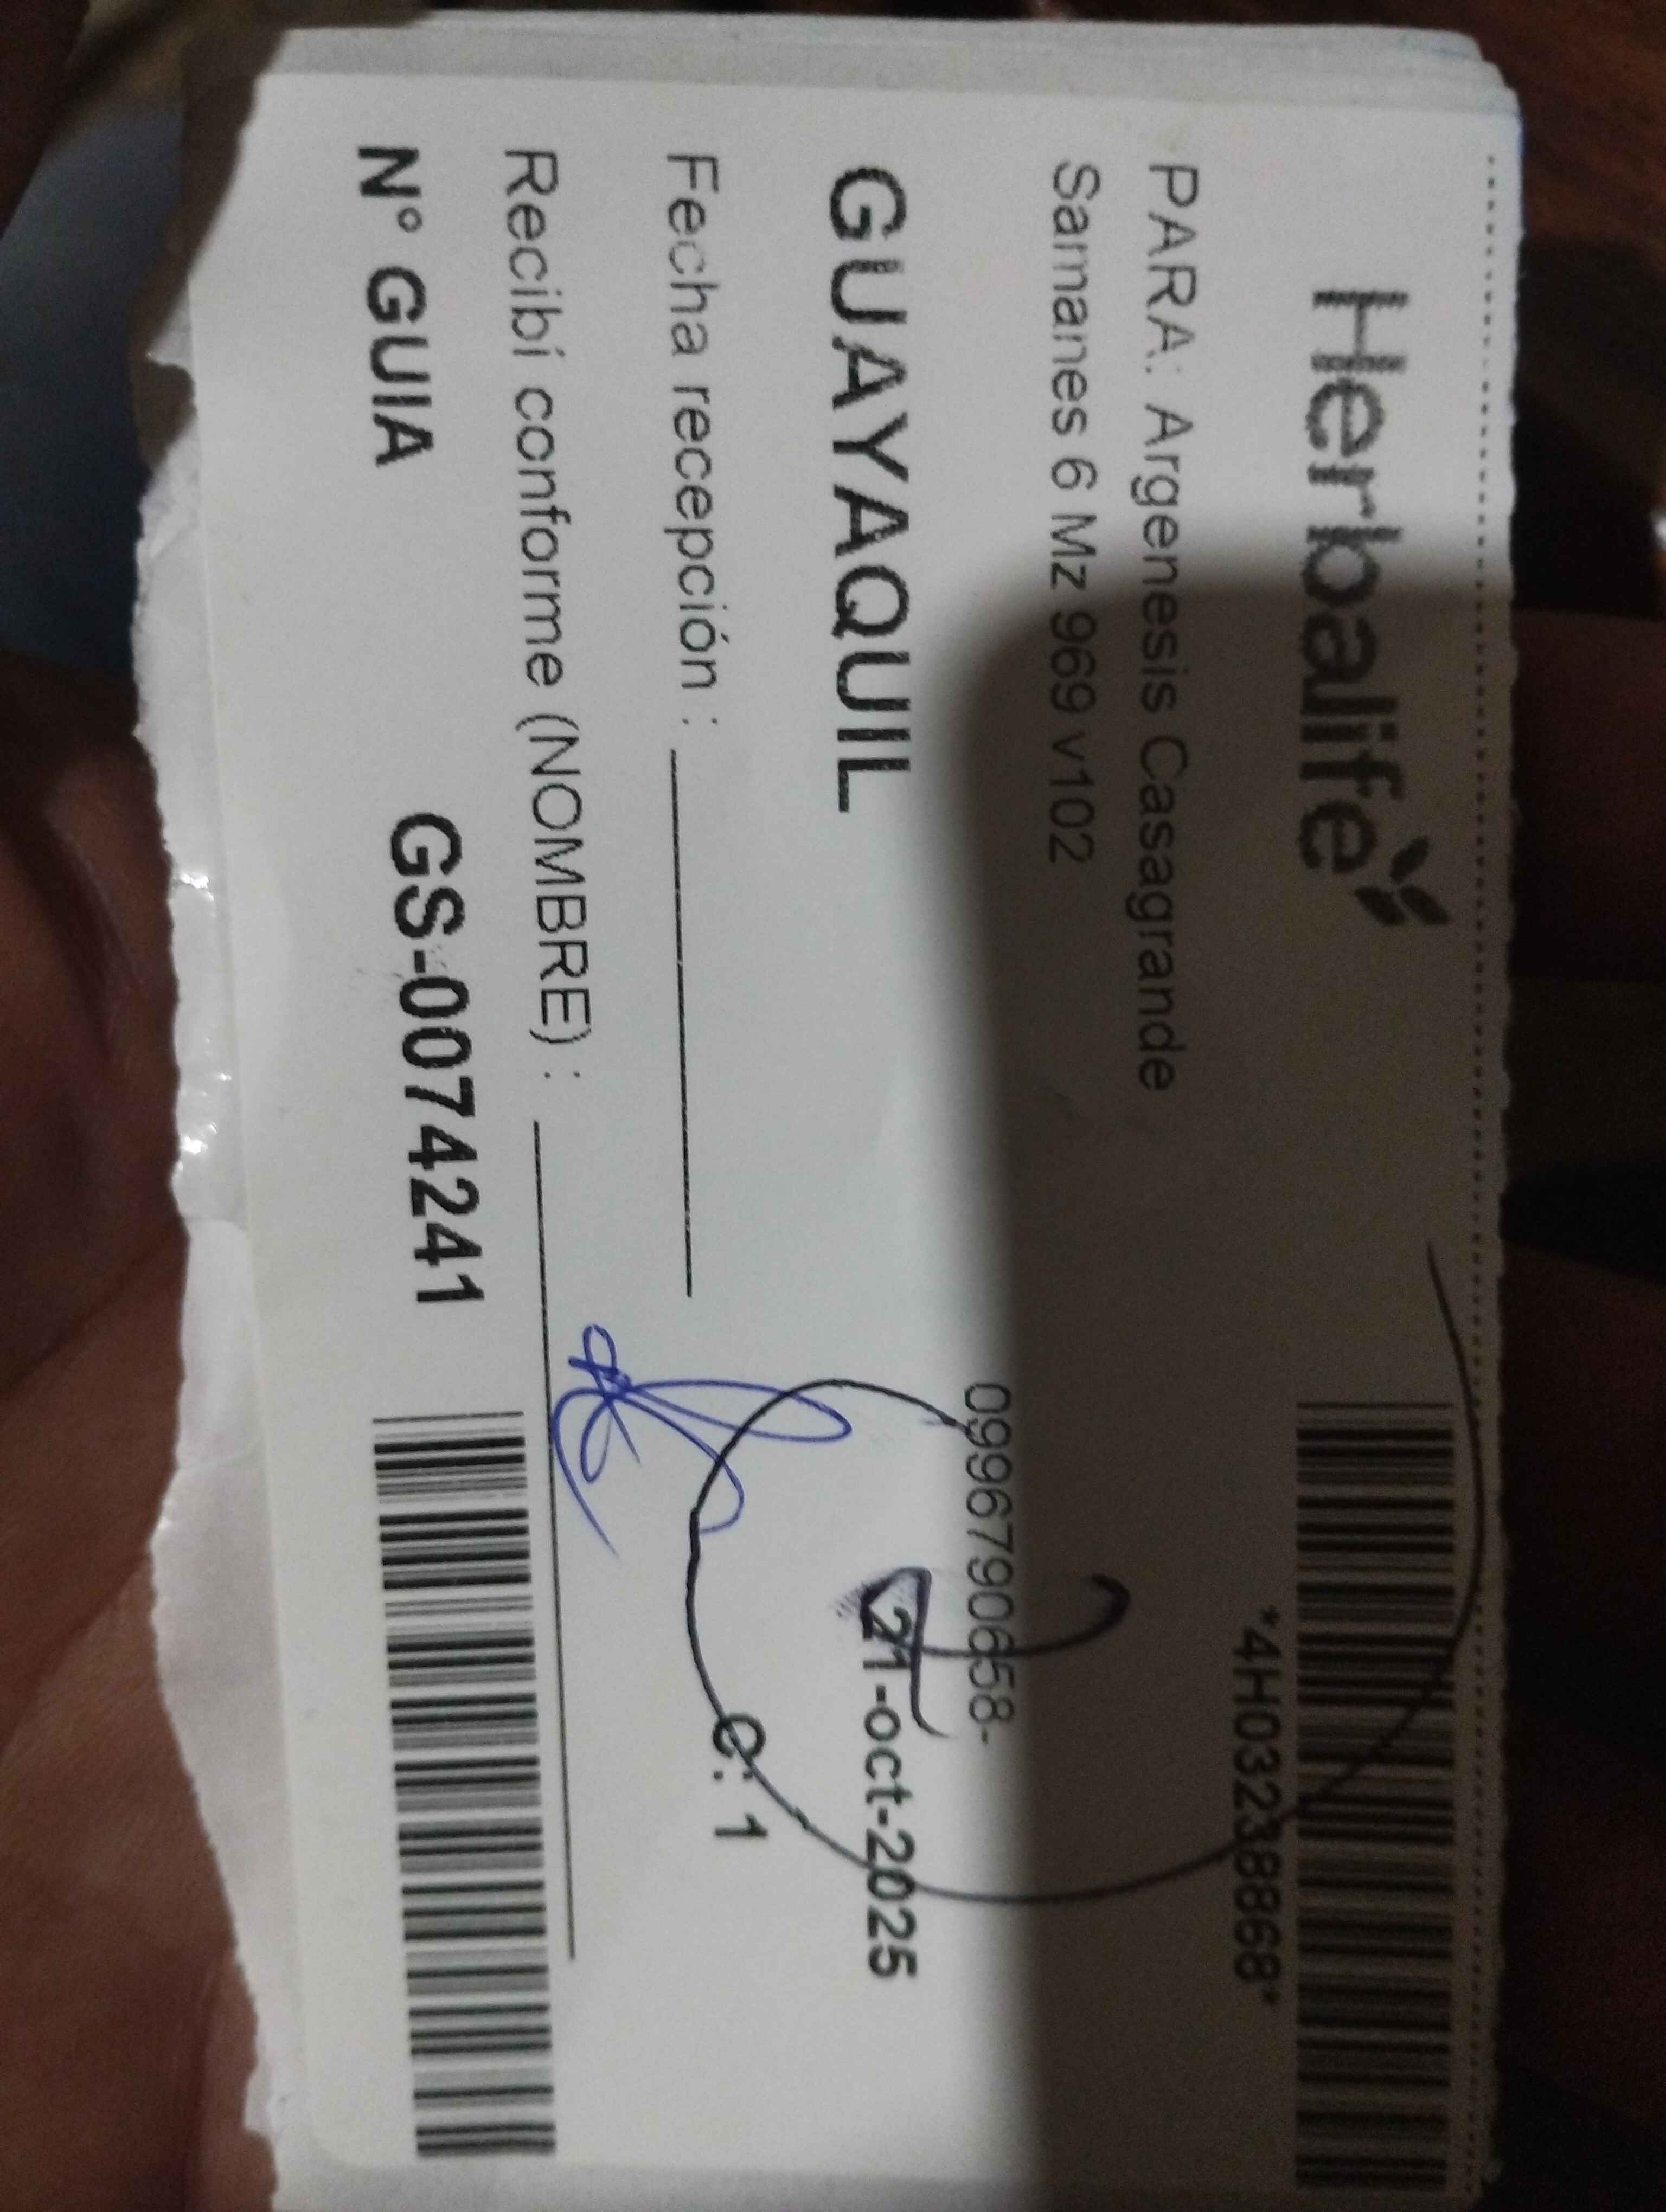 Herbalife
*4H03238868*
PARA: Argenesis Casagrande
Samanes 6 Mz 969 v102
0996790658-
GUAYAQUIL
21-oct-2025
Fecha recepción :
C: 1
Recibí conforme (NOMBRE) :
N° GUIA GS-0074241